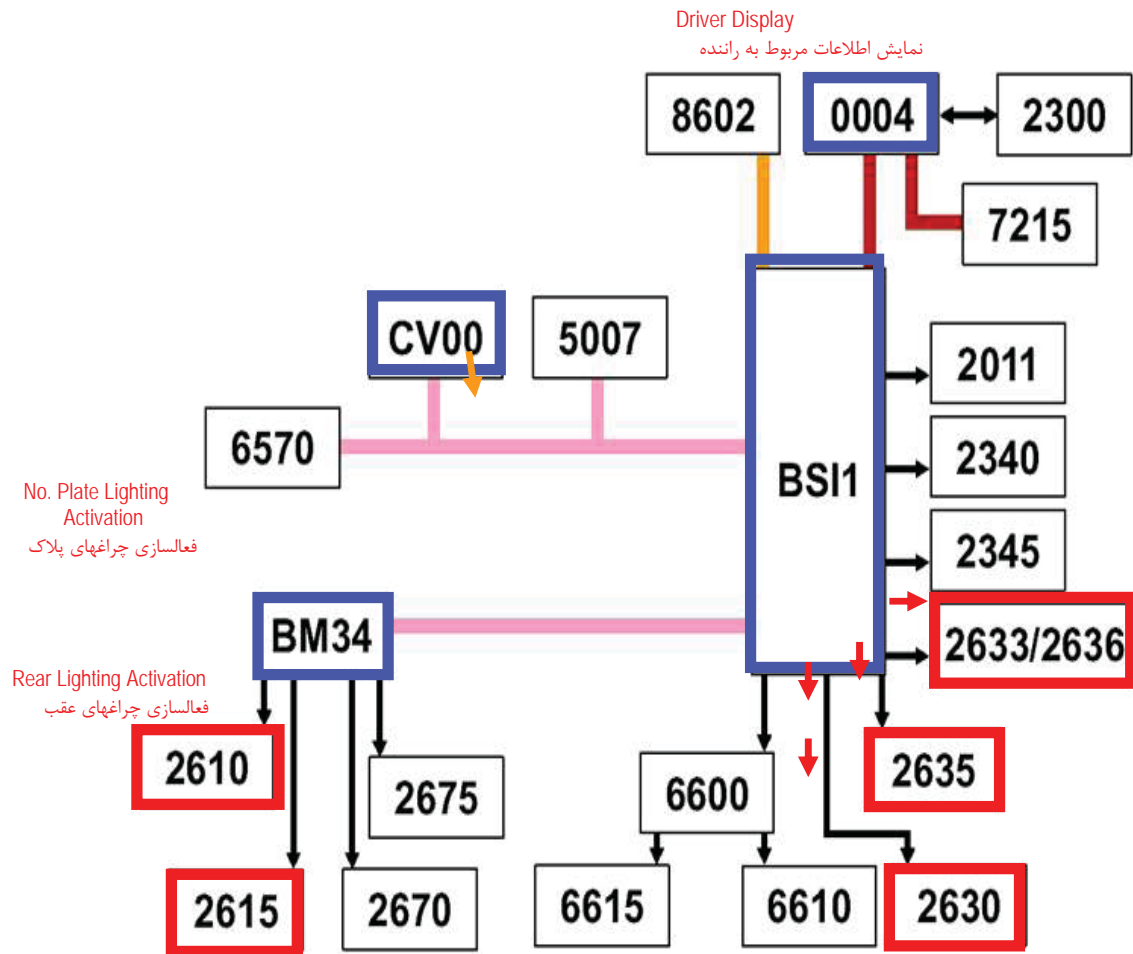 Driver Display
نمایش اطلاعات مربوط به راننده
8602
0004
2300
7215
CV00
5007
2011
6570
2340
BSI1
No. Plate Lighting
Activation
فعالسازی چراغهای پلاک
2345
BM34
2633/2636
Rear Lighting Activation
فعالسازی چراغهای عقب
2610
2675
6600
2635
2615
2670
6615
6610
2630